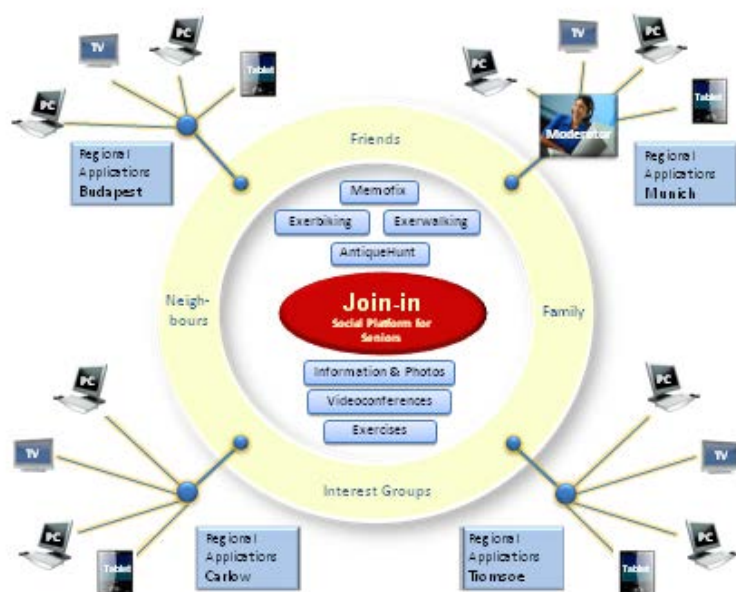 PC
TV
PC
Tablet
Regional
Applications
Budapest
PC
TV
PC
Tablet
Moderator
Regional
Applications
Munich
Friends
Memofix
Exerbiking
Exerwalking
AntiqueHunt
Neigh-
bours
Join-in
Social Platform for
Seniors
Family
Information & Photos
Videoconferences
Exercises
Interest Groups
PC
TV
PC
Tablet
Regional
Applications
Carlow
PC
TV
PC
Tablet
Regional
Applications
Tromsoe